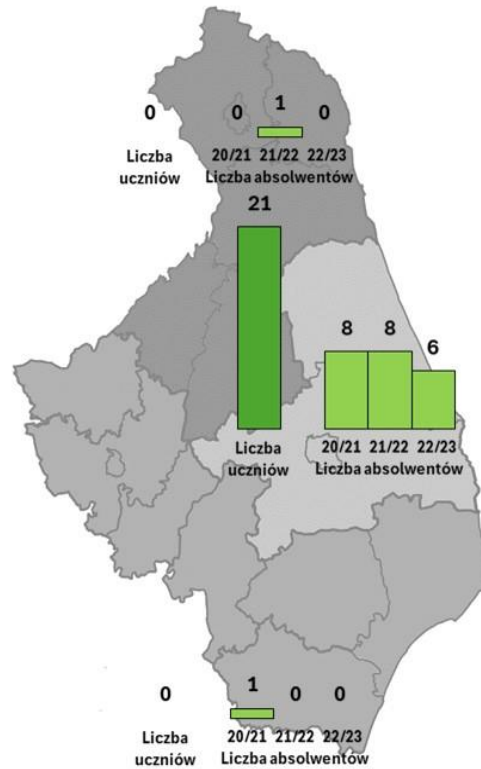 0 0 1 0
Liczba 20/21 21/22 22/23
uczniów Liczba absolwentów
21
8 8 6
Liczba 20/21 21/22 22/23
uczniów Liczba absolwentów
0 1 0 0
Liczba 20/21 21/22 22/23
uczniów Liczba absolwentów